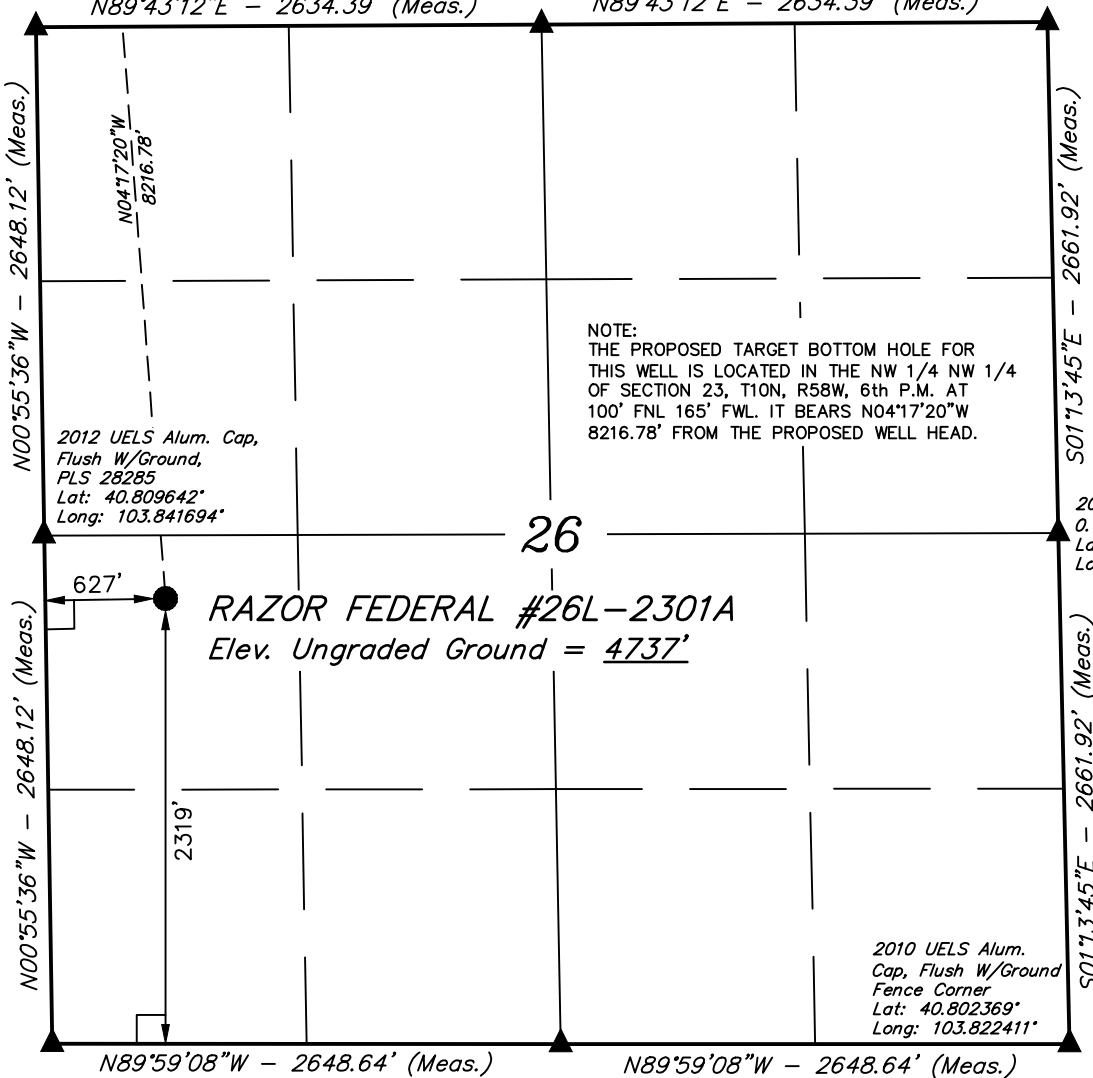 N89°43'12"E – 2634.39' (Meas.)
N89°43'12"E – 2634.39' (Meas.)
N00°55'36"W – 2648.12' (Meas.)
N04°17'20"W
8216.78'
S01°13'45"E – 2661.92' (Meas.)
NOTE:
THE PROPOSED TARGET BOTTOM HOLE FOR
THIS WELL IS LOCATED IN THE NW 1/4 NW 1/4
OF SECTION 23, T10N, R58W, 6th P.M. AT
100' FNL 165' FWL. IT BEARS N04°17'20"W
8216.78' FROM THE PROPOSED WELL HEAD.
2012 UELS Alum. Cap,
Flush W/Ground,
PLS 28285
Lat: 40.809642°
Long: 103.841694°
26
20
0.
La
Lo
627'
RAZOR FEDERAL #26L–2301A
Elev. Ungraded Ground = 4737'
N00°55'36"W – 2648.12' (Meas.)
2319'
S01°13'45"E – 2661.92' (Meas.)
2010 UELS Alum.
Cap, Flush W/Ground
Fence Corner
Lat: 40.802369°
Long: 103.822411°
N89°59'08"W – 2648.64' (Meas.)
N89°59'08"W – 2648.64' (Meas.)